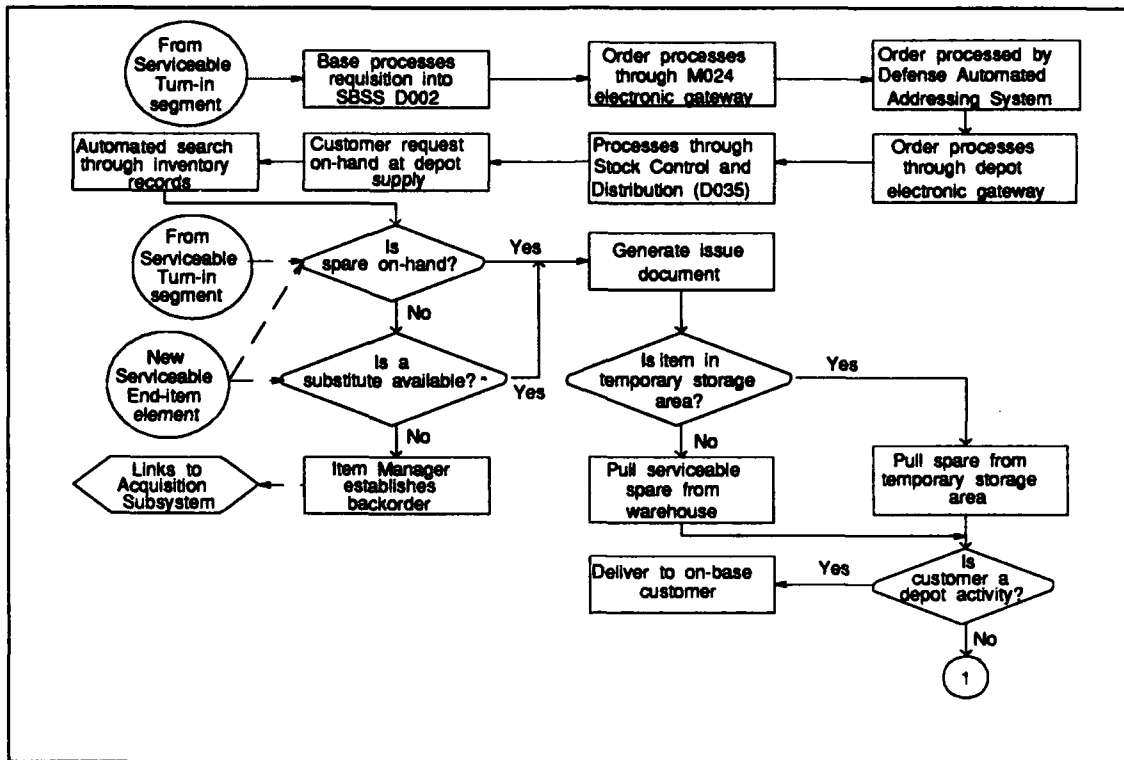 From
Serviceable
Turn-in
segment
Base processes
requisition into
SBSS D002
Order processes
through M024
electronic gateway
Order processed by
Defense Automated
Addressing System
Automated search
through inventory
records
Customer request
on-hand at depot
supply
Processes through
Stock Control and
Distribution (D035)
Order processes
through depot
electronic gateway
From
Serviceable
Turn-in
segment
Is
spare on-hand?
Yes
Generate issue
document
No
New
Serviceable
End-item
element
Is a
substitute available?
Yes
Is item in
temporary storage
area?
Yes
No
No
Links to
Acquisition
Subsystem
Item Manager
establishes
backorder
Pull serviceable
spare from
warehouse
Pull spare from
temporary storage
area
Deliver to on-base
customer
Yes
Is
customer a
depot activity?
No
1